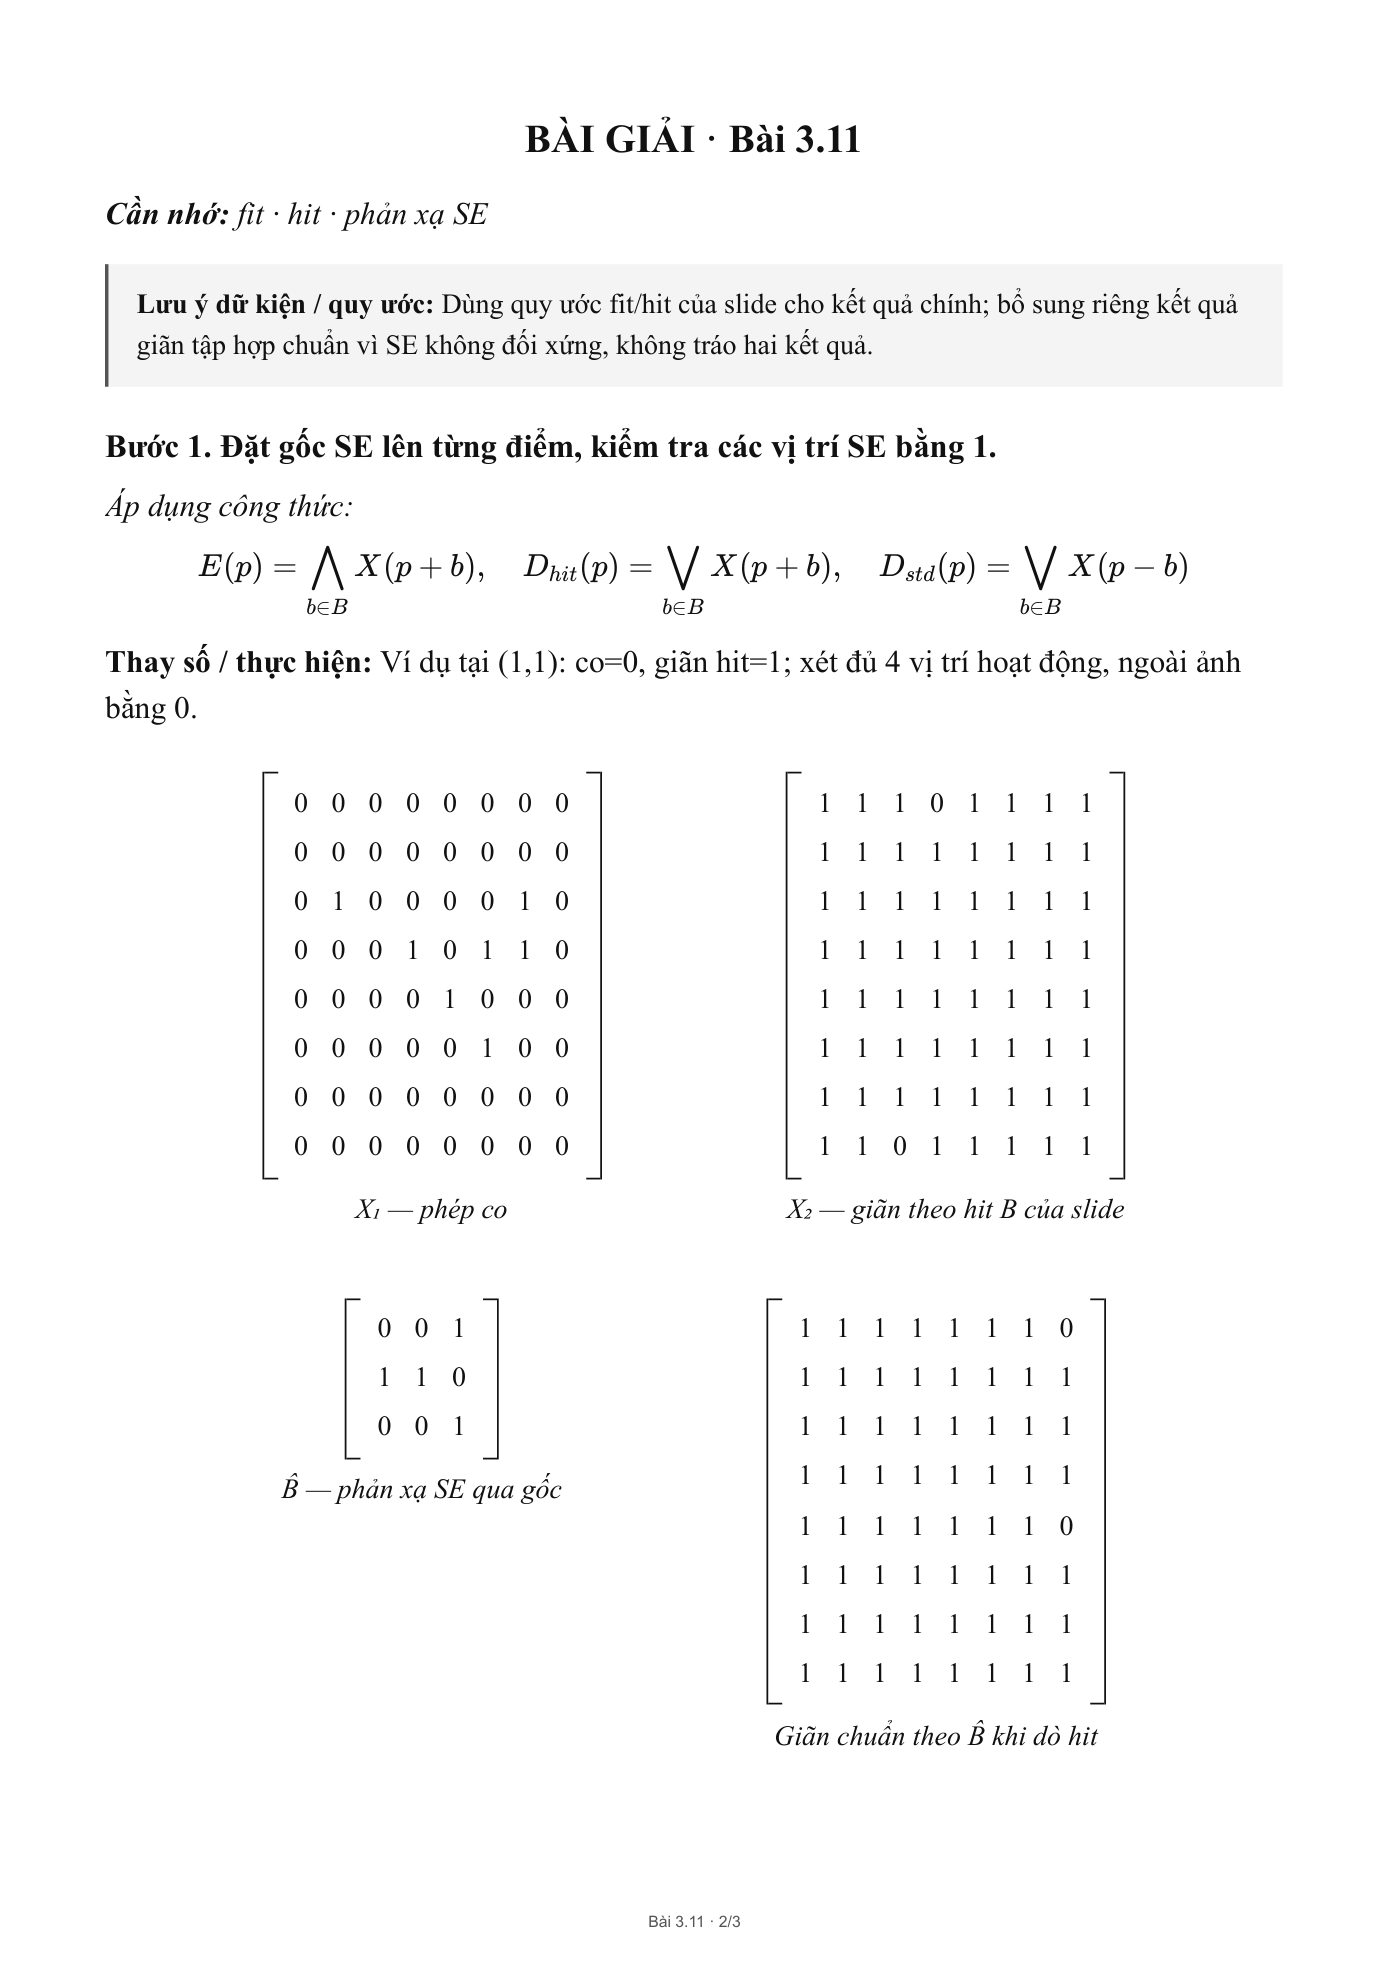 BÀI GIẢI · Bài 3.11
Cần nhớ: fit · hit · phản xạ SE
Lưu ý dữ kiện / quy ước: Dùng quy ước fit/hit của slide cho kết quả chính; bổ sung riêng kết quả
giãn tập hợp chuẩn vì SE không đối xứng, không tráo hai kết quả.
Bước 1. Đặt gốc SE lên từng điểm, kiểm tra các vị trí SE bằng 1.
Áp dụng công thức:
E(p) = ⋀ X(p + b), D_hit(p) = ⋁ X(p + b), D_std(p) = ⋁ X(p − b)
b∈B b∈B b∈B
Thay số / thực hiện: Ví dụ tại (1,1): co=0, giãn hit=1; xét đủ 4 vị trí hoạt động, ngoài ảnh
bằng 0.
0 0 0 0 0 0 0 0
0 0 0 0 0 0 0 0
0 1 0 0 0 0 1 0
0 0 0 1 0 1 1 0
0 0 0 0 1 0 0 0
0 0 0 0 0 1 0 0
0 0 0 0 0 0 0 0
0 0 0 0 0 0 0 0
X₁ — phép co
1 1 1 0 1 1 1 1
1 1 1 1 1 1 1 1
1 1 1 1 1 1 1 1
1 1 1 1 1 1 1 1
1 1 1 1 1 1 1 1
1 1 1 1 1 1 1 1
1 1 1 1 1 1 1 1
1 1 0 1 1 1 1 1
X₂ — giãn theo hit B của slide
0 0 1
1 1 0
0 0 1
B̂ — phản xạ SE qua gốc
1 1 1 1 1 1 1 0
1 1 1 1 1 1 1 1
1 1 1 1 1 1 1 1
1 1 1 1 1 1 1 1
1 1 1 1 1 1 1 0
1 1 1 1 1 1 1 1
1 1 1 1 1 1 1 1
1 1 1 1 1 1 1 1
Giãn chuẩn theo B̂ khi dò hit
Bài 3.11 · 2/3